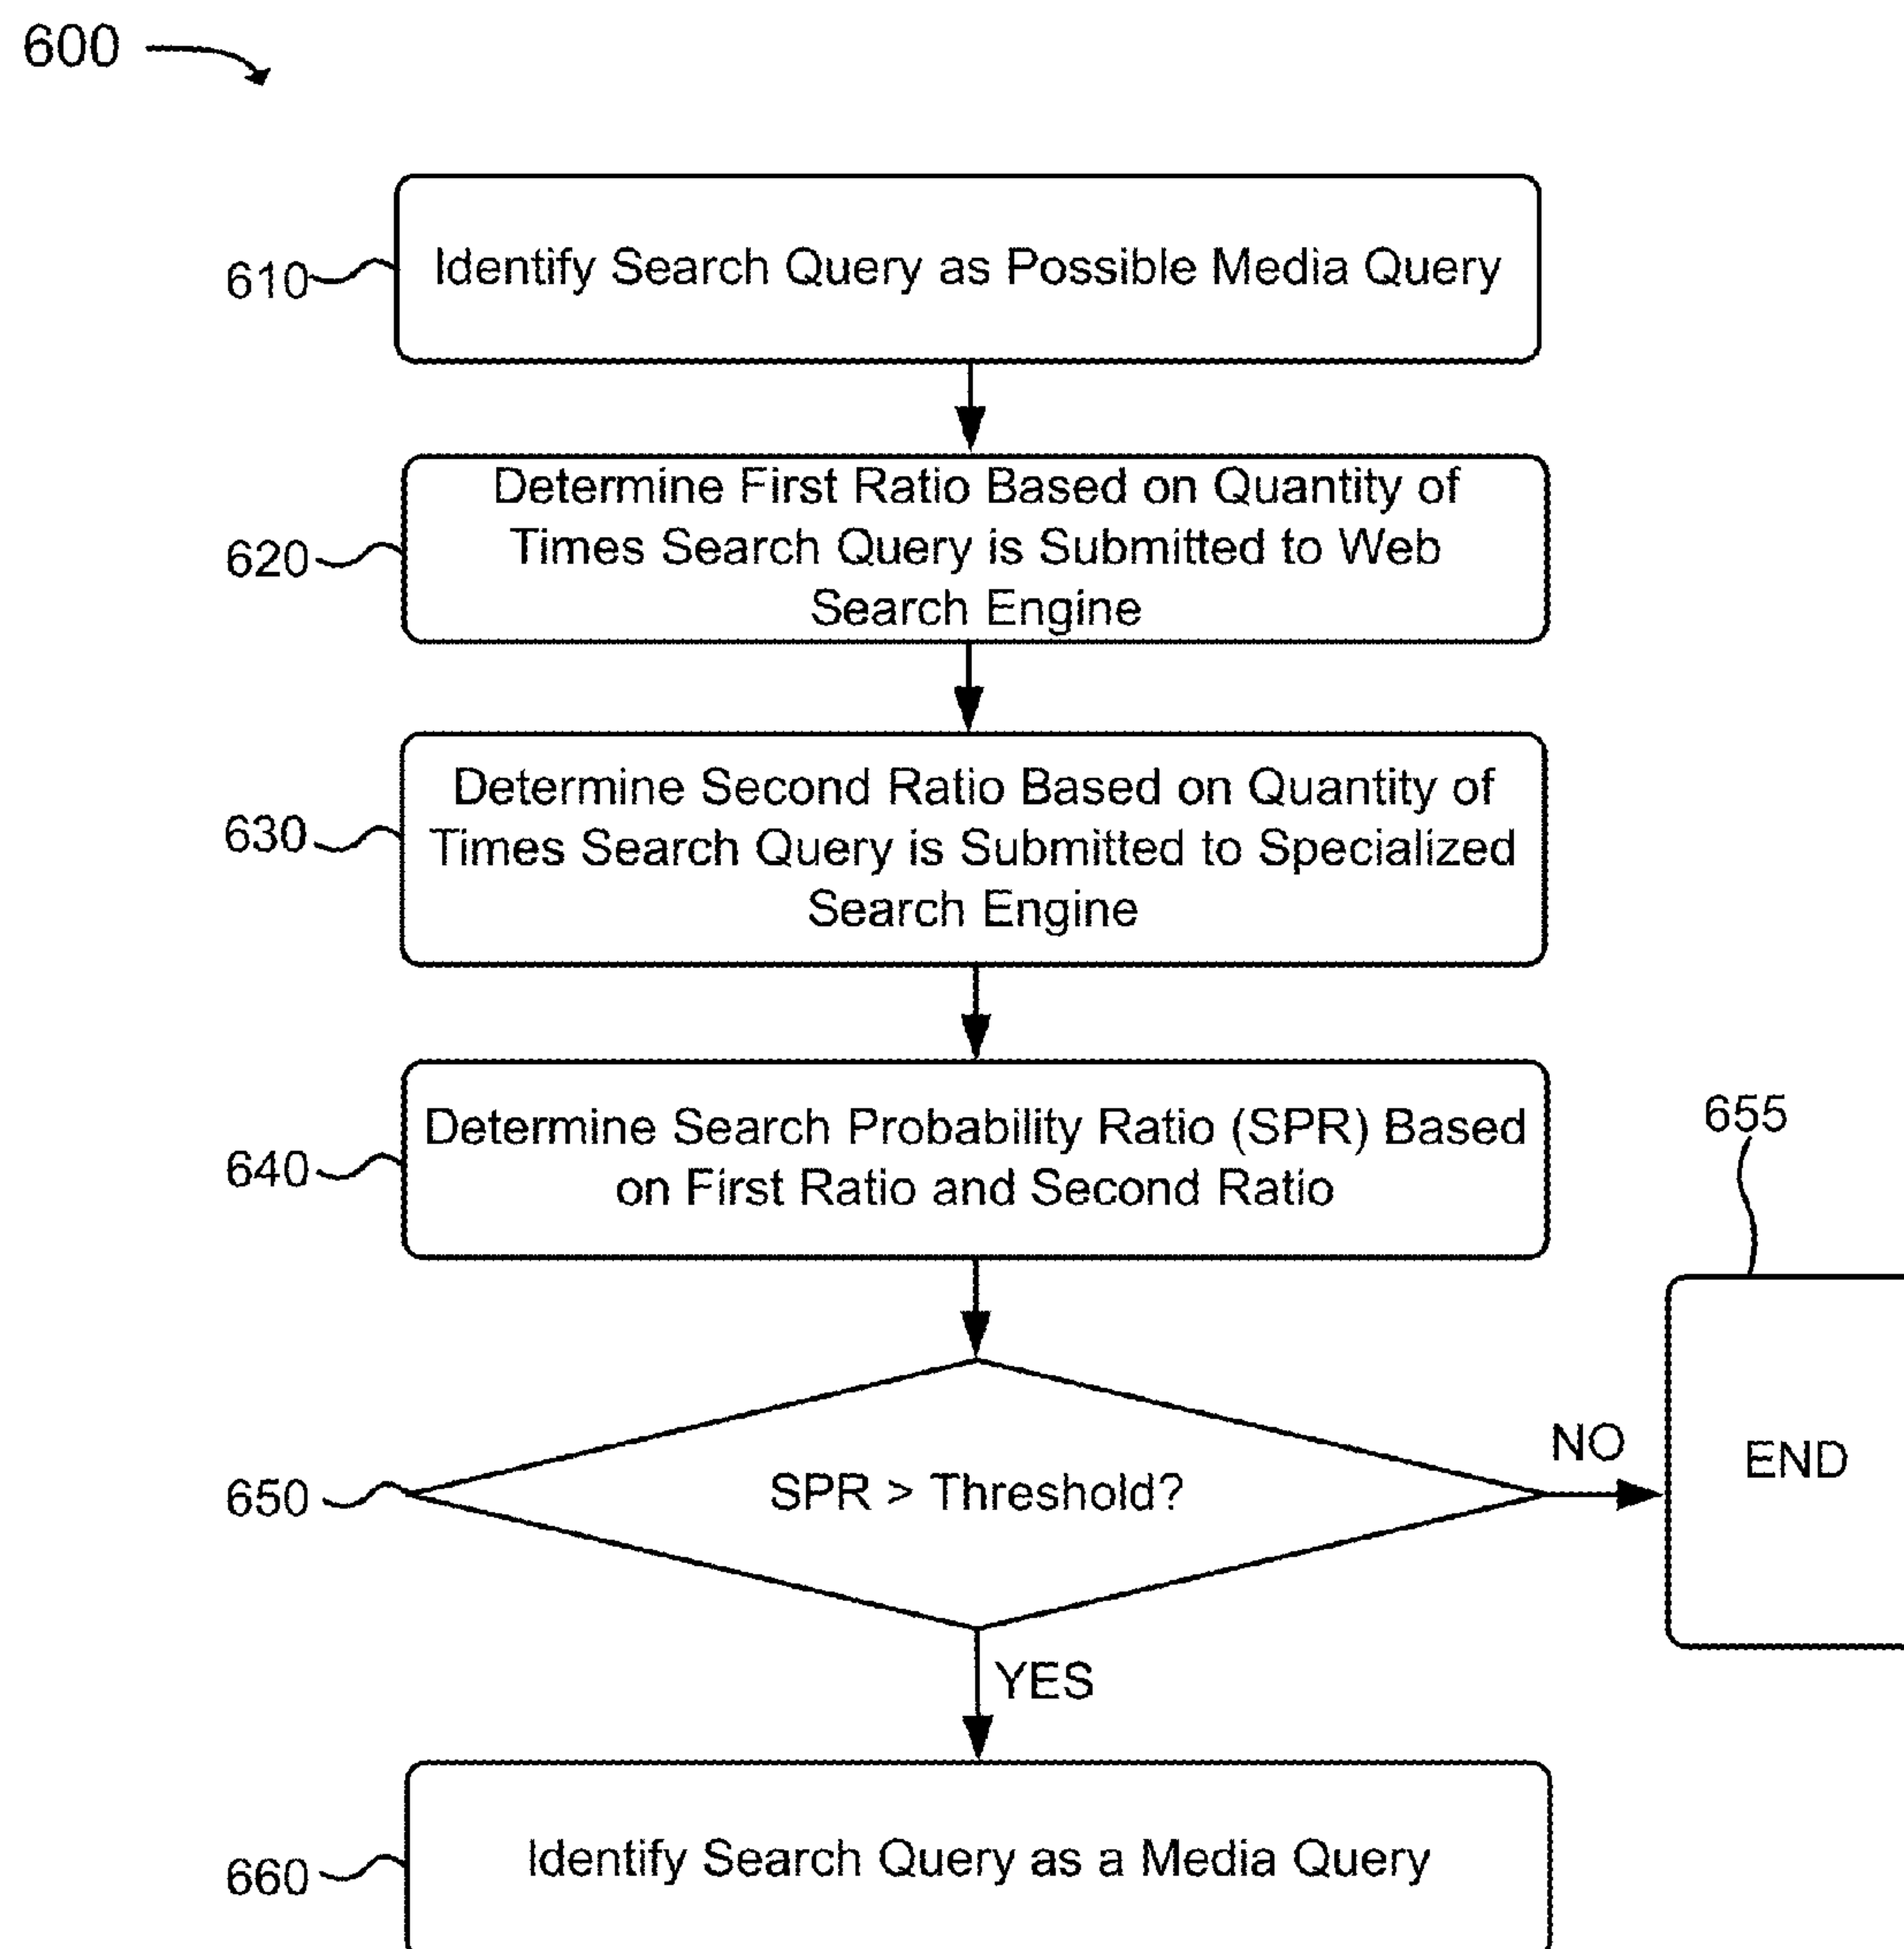 600
610
Identify Search Query as Possible Media Query
620
Determine First Ratio Based on Quantity of
Times Search Query is Submitted to Web
Search Engine
630
Determine Second Ratio Based on Quantity of
Times Search Query is Submitted to Specialized
Search Engine
640
Determine Search Probability Ratio (SPR) Based
on First Ratio and Second Ratio
655
650
SPR > Threshold?
NO
END
YES
660
Identify Search Query as a Media Query